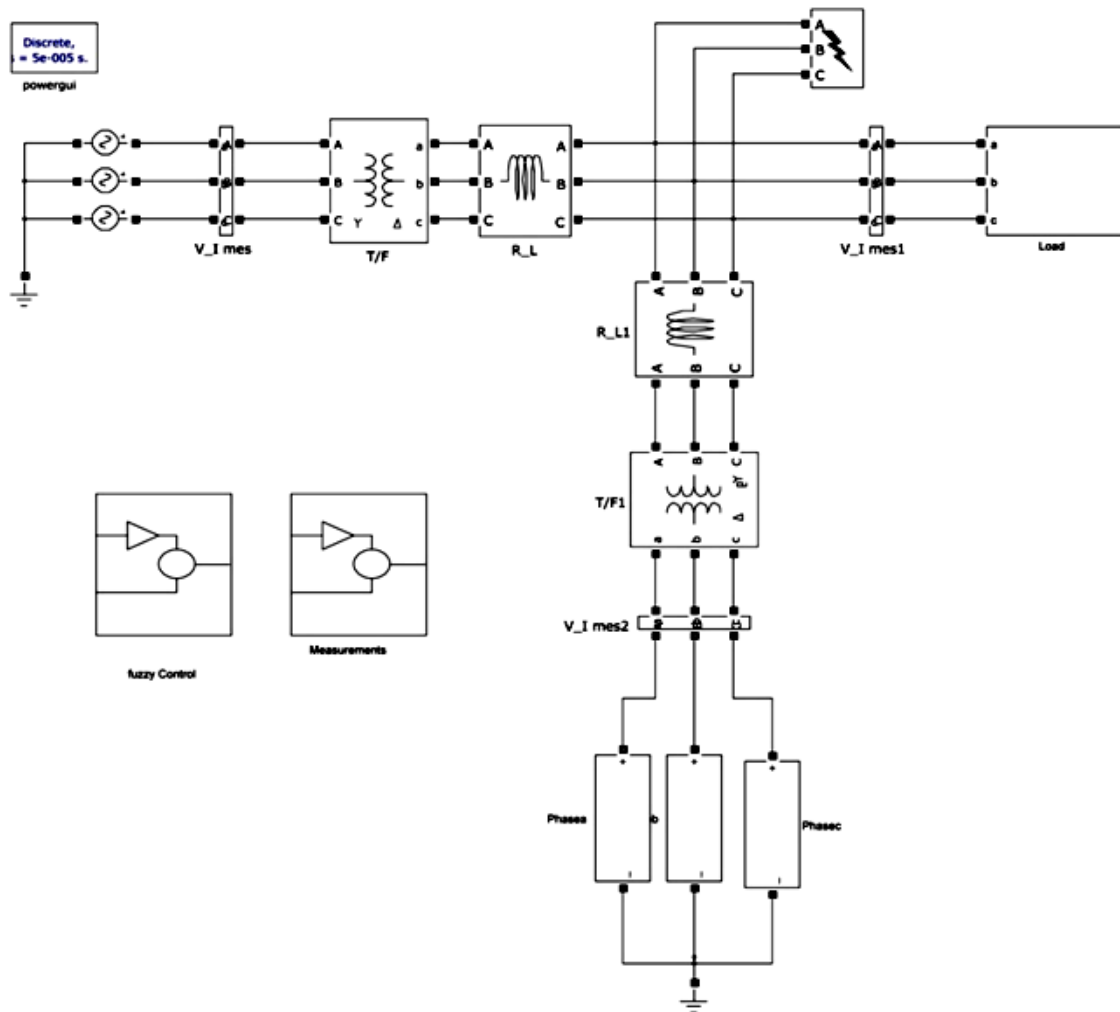 Discrete,
s = 5e-005 s.
powergui
A
B
C
A
B
C
A
B
C
a
b
c
Y
Δ
A
B
C
A
B
C
A
B
C
a
b
c
V_I mes
T/F
R_L
V_I mes1
Load
A
B
C
R_L1
A
B
C
A
B
C
Y
g
Δ
T/F1
a
b
c
V_I mes2
fuzzy Control
Measurements
+
+
+
Phasea
b
Phasec